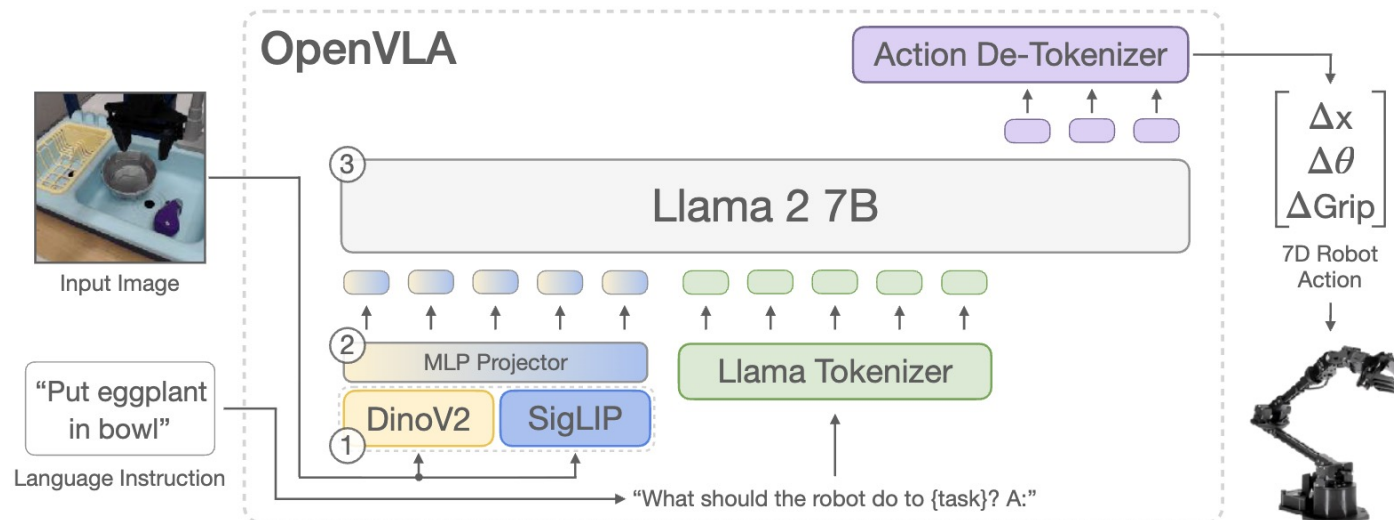 OpenVLA
Action De-Tokenizer
Δx
Δθ
ΔGrip
7D Robot
Action
Input Image
3
Llama 2 7B
2
MLP Projector
Llama Tokenizer
1
DinoV2
SigLIP
“Put eggplant
in bowl”
Language Instruction
“What should the robot do to {task}? A:”